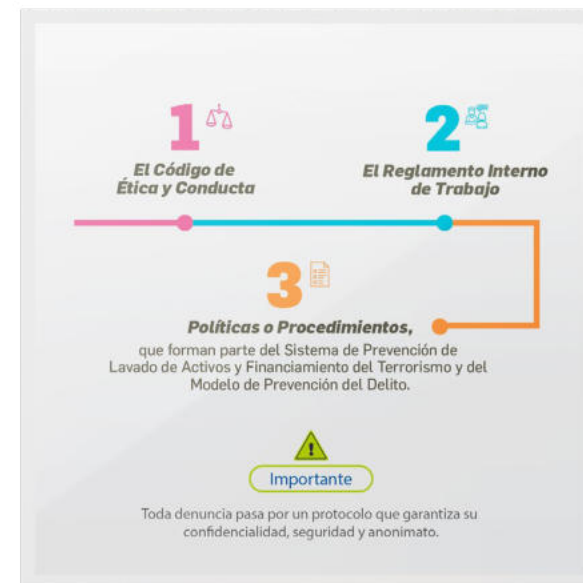 1
El Código de
Ética y Conducta
2
El Reglamento Interno
de Trabajo
3
Políticas o Procedimientos,
que forman parte del Sistema de Prevención de
Lavado de Activos y Financiamiento del Terrorismo y del
Modelo de Prevención del Delito.
Importante
Toda denuncia pasa por un protocolo que garantiza su
confidencialidad, seguridad y anonimato.